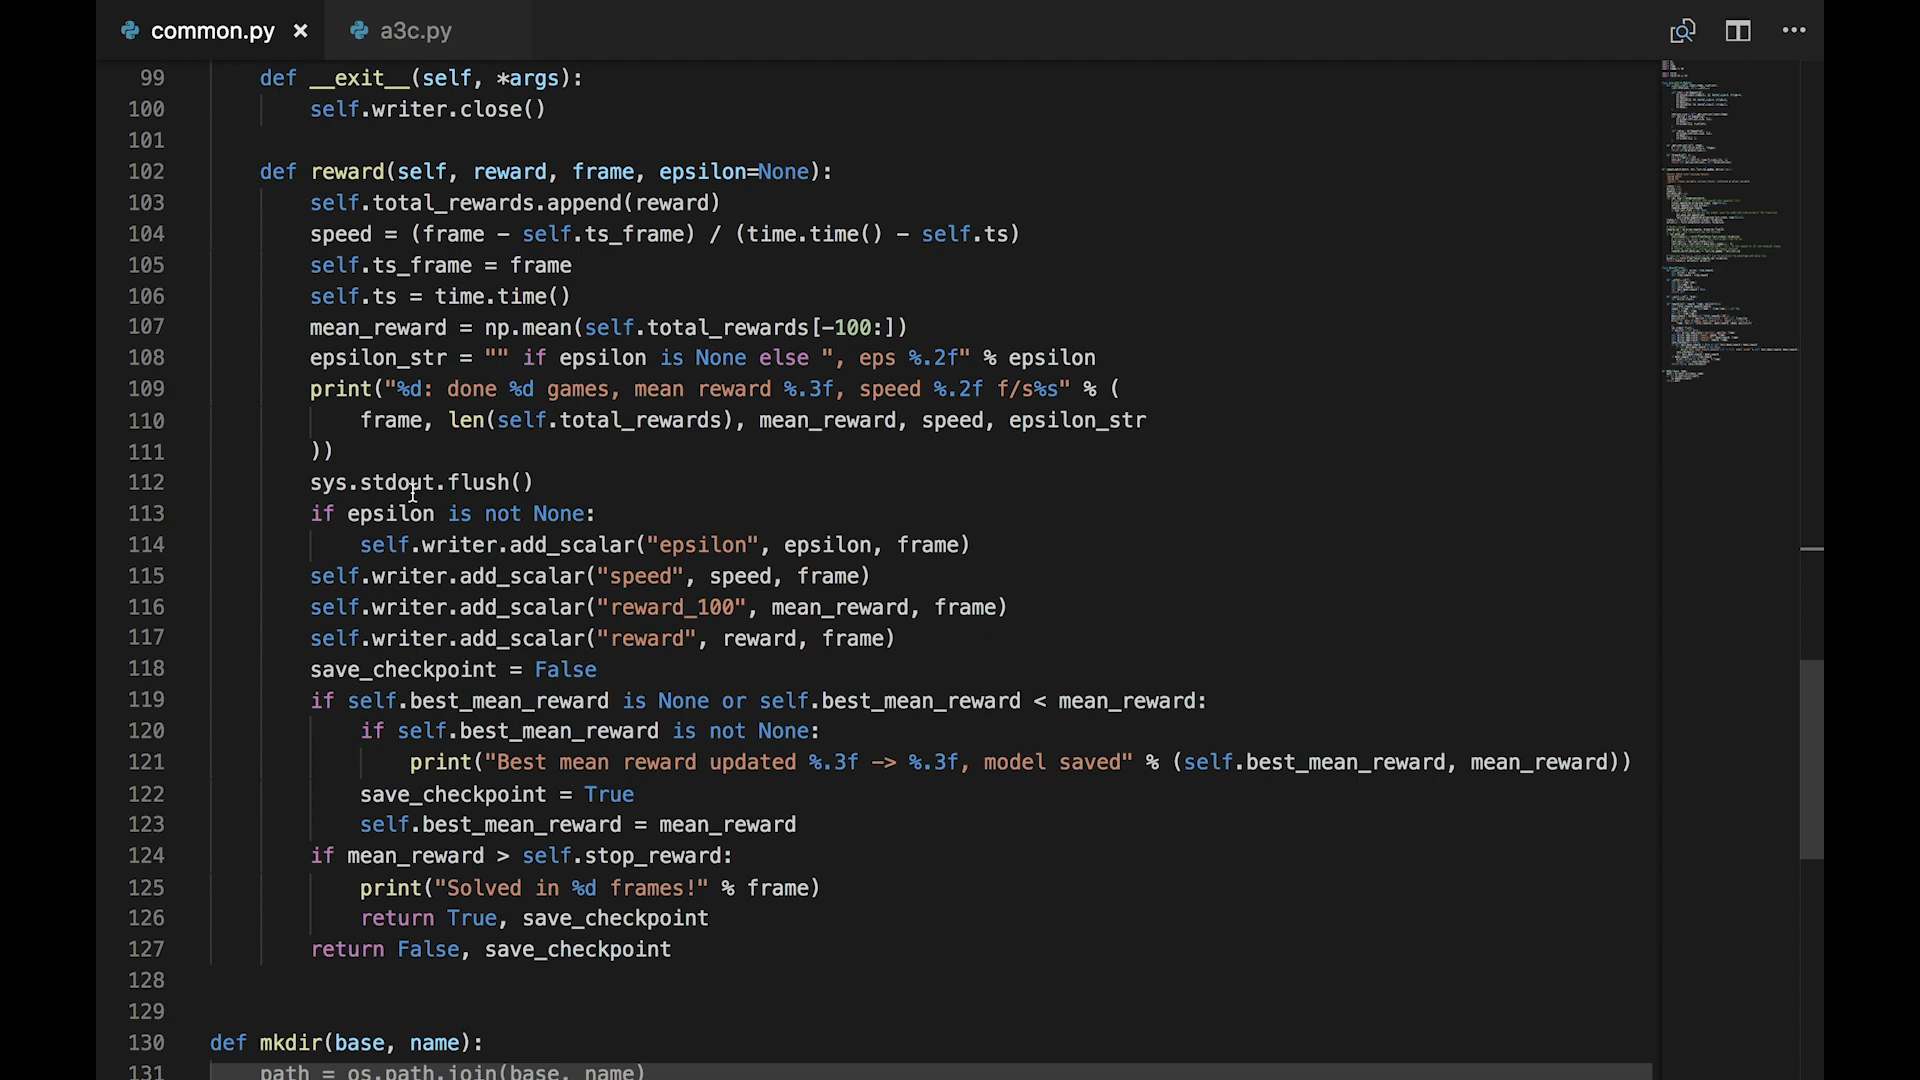 common.py × a3c.py
99 def __exit__(self, *args):
100 self.writer.close()
101
102 def reward(self, reward, frame, epsilon=None):
103 self.total_rewards.append(reward)
104 speed = (frame - self.ts_frame) / (time.time() - self.ts)
105 self.ts_frame = frame
106 self.ts = time.time()
107 mean_reward = np.mean(self.total_rewards[-100:])
108 epsilon_str = "" if epsilon is None else ", eps %.2f" % epsilon
109 print("%d: done %d games, mean reward %.3f, speed %.2f f/s%s" % (
110 frame, len(self.total_rewards), mean_reward, speed, epsilon_str
111 ))
112 sys.stdout.flush()
113 if epsilon is not None:
114 self.writer.add_scalar("epsilon", epsilon, frame)
115 self.writer.add_scalar("speed", speed, frame)
116 self.writer.add_scalar("reward_100", mean_reward, frame)
117 self.writer.add_scalar("reward", reward, frame)
118 save_checkpoint = False
119 if self.best_mean_reward is None or self.best_mean_reward < mean_reward:
120 if self.best_mean_reward is not None:
121 print("Best mean reward updated %.3f -> %.3f, model saved" % (self.best_mean_reward, mean_reward))
122 save_checkpoint = True
123 self.best_mean_reward = mean_reward
124 if mean_reward > self.stop_reward:
125 print("Solved in %d frames!" % frame)
126 return True, save_checkpoint
127 return False, save_checkpoint
128
129
130 def mkdir(base, name):
131 path = os.path.join(base, name)